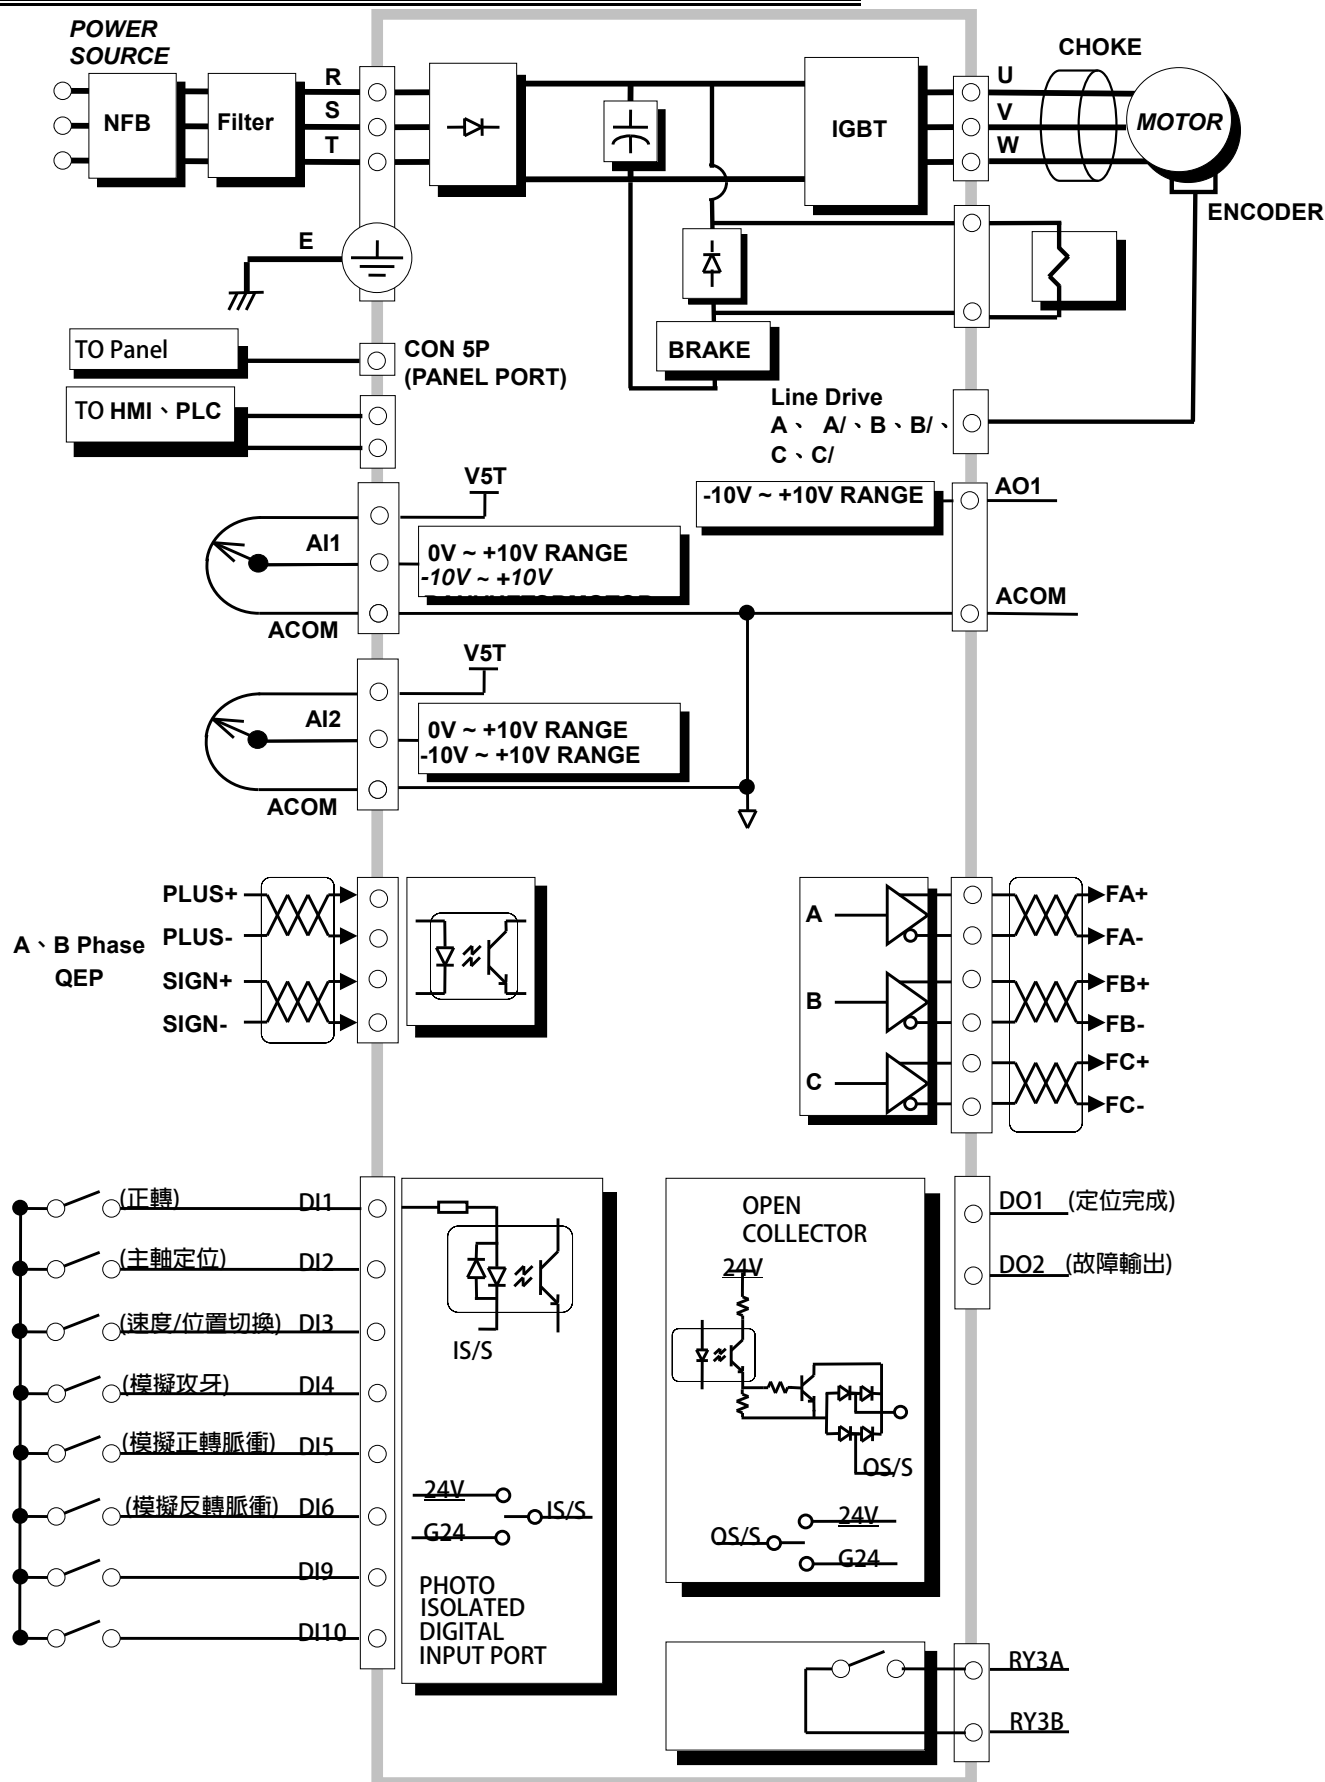 POWER
SOURCE
NFB
Filter
R
S
T
IGBT
U
V
W
CHOKE
MOTOR
ENCODER
E
BRAKE
TO Panel
CON 5P
(PANEL PORT)
TO HMI、PLC
Line Drive
A、 A/、B、B/、
C、C/
V5T
AI1
0V ~ +10V RANGE
-10V ~ +10V
ACOM
-10V ~ +10V RANGE
AO1
ACOM
V5T
AI2
0V ~ +10V RANGE
-10V ~ +10V RANGE
ACOM
A、B Phase
QEP
PLUS+
PLUS-
SIGN+
SIGN-
A
B
C
FA+
FA-
FB+
FB-
FC+
FC-
(正轉) DI1
(主軸定位) DI2
(速度/位置切換) DI3
(模擬攻牙) DI4
(模擬正轉脈衝) DI5
(模擬反轉脈衝) DI6
DI9
DI10
IS/S
24V
IS/S
G24
PHOTO
ISOLATED
DIGITAL
INPUT PORT
OPEN
COLLECTOR
24V
OS/S
24V
OS/S
G24
DO1 (定位完成)
DO2 (故障輸出)
RY3A
RY3B